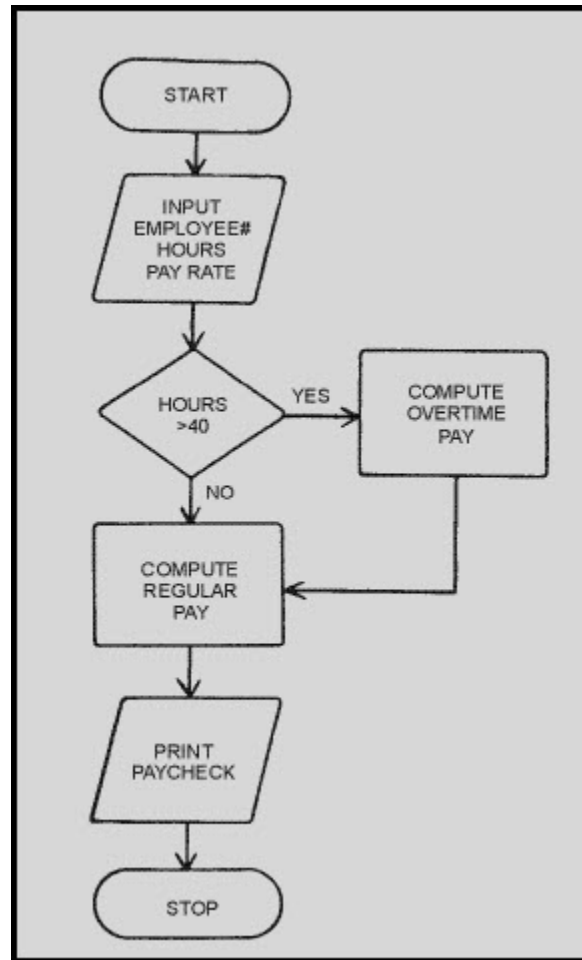 START
INPUT
EMPLOYEE#
HOURS
PAY RATE
HOURS
>40
YES
COMPUTE
OVERTIME
PAY
NO
COMPUTE
REGULAR
PAY
PRINT
PAYCHECK
STOP